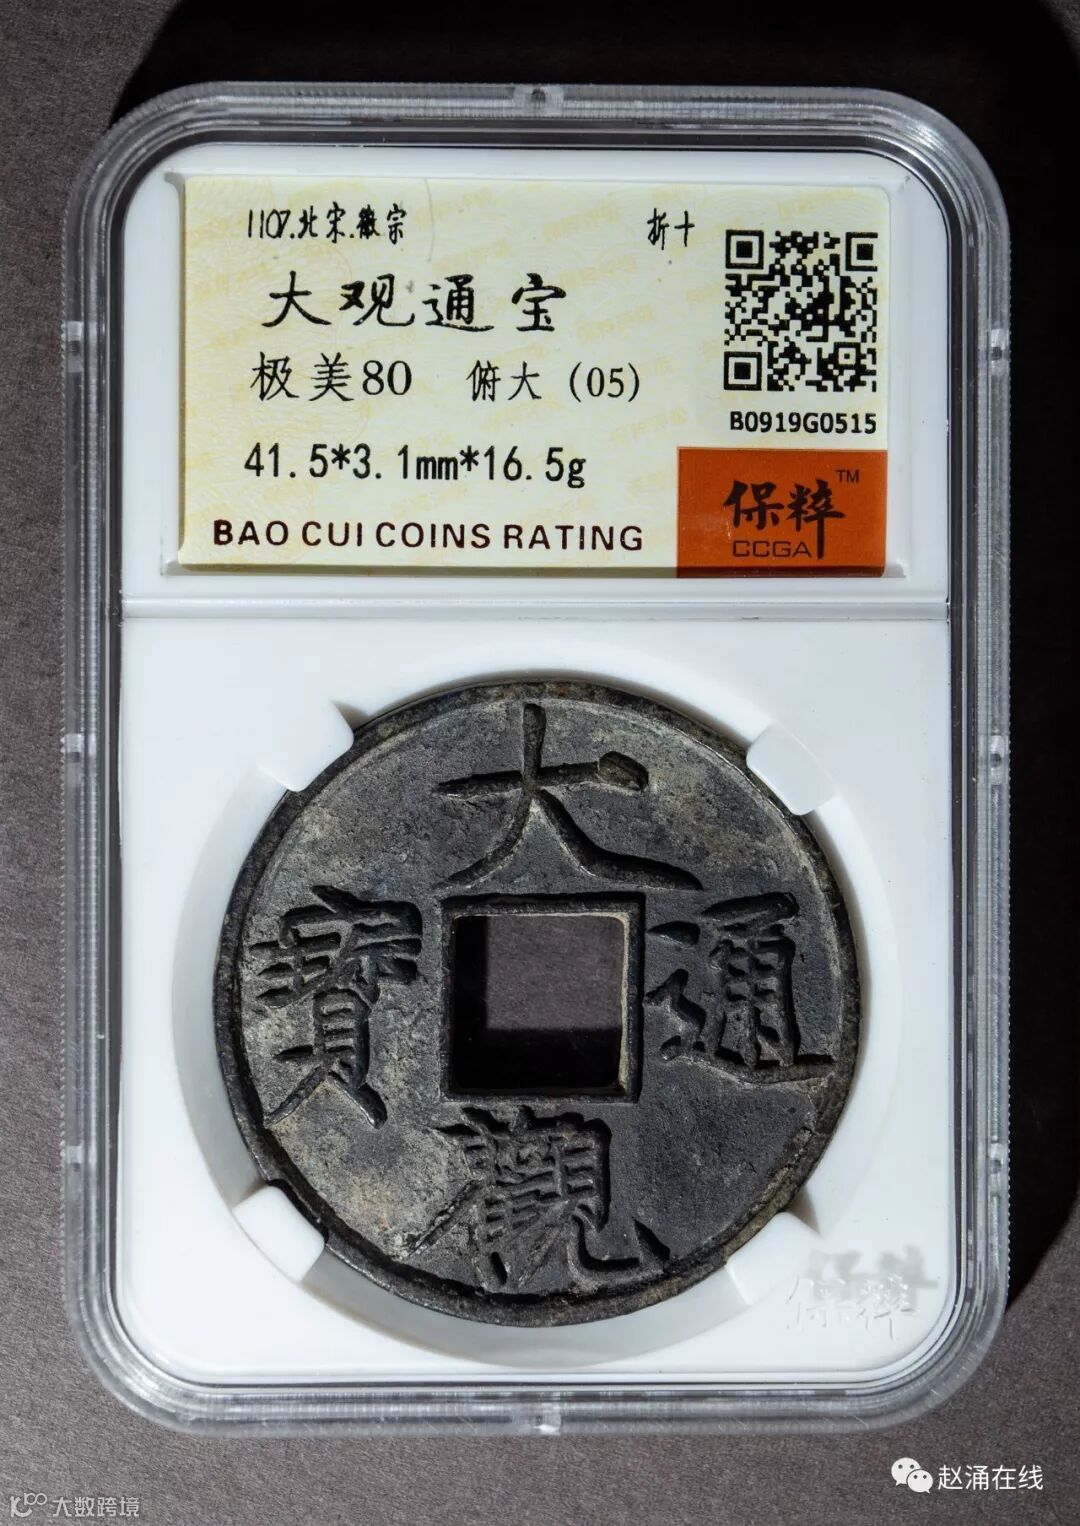 1107.北宋.徽宗
折十
大观通宝
极美80 俯大 (05)
B0919G0515
41.5*3.1mm*16.5g
保粹™
CCGA
BAO CUI COINS RATING
大
寶 通
觀
保粹
保粹
赵涌在线
大数跨境